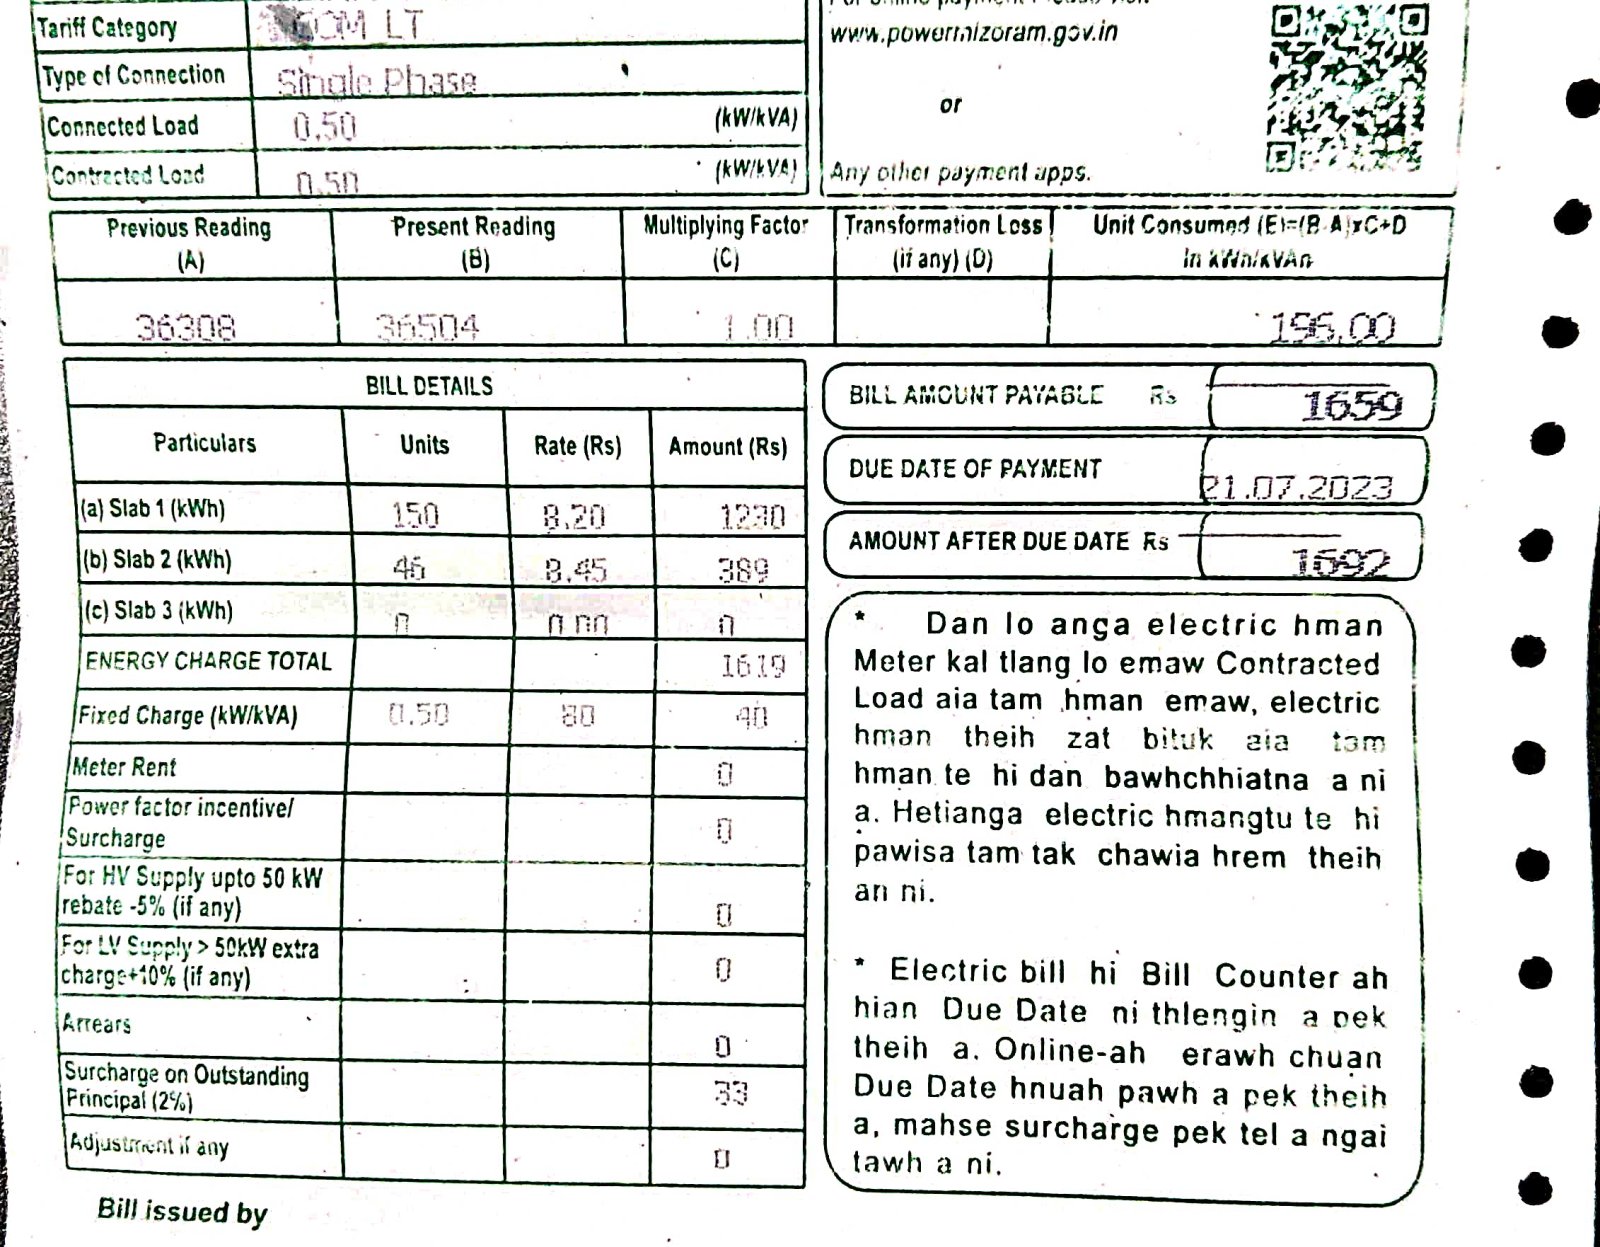 Tariff Category COM LT
www.powermizoram.gov.in
Type of Connection Single Phase
or
Connected Load 0.50 (kW/kVA)
Contracted Load 0.50 (kW/kVA)
Any other payment apps.
Previous Reading Present Reading Multiplying Factor Transformation Loss Unit Consumed (E)=(B-A)xC+D
(A) (B) (C) (if any) (D) In kWh/kVAh
36308 36504 1.00 196.00
BILL DETAILS
Particulars Units Rate (Rs) Amount (Rs)
(a) Slab 1 (kWh) 150 8.20 1230
(b) Slab 2 (kWh) 46 8.45 389
(c) Slab 3 (kWh) 0 0.00 0
ENERGY CHARGE TOTAL 1619
Fixed Charge (kW/kVA) 0.50 80 40
Meter Rent 0
Power factor incentive/
Surcharge 0
For HV Supply upto 50 kW
rebate -5% (if any) 0
For LV Supply > 50kW extra
charge+10% (if any) 0
Arrears 0
Surcharge on Outstanding
Principal (2%) 33
Adjustment if any 0
Bill issued by
BILL AMOUNT PAYABLE Rs 1659
DUE DATE OF PAYMENT 21.07.2023
AMOUNT AFTER DUE DATE Rs 1692
* Dan lo anga electric hman
Meter kal tlang lo emaw Contracted
Load aia tam hman emaw, electric
hman theih zat bituk aia tam
hman te hi dan bawhchhiatna a ni
a. Hetianga electric hmangtu te hi
pawisa tam tak chawia hrem theih
an ni.
* Electric bill hi Bill Counter ah
hian Due Date ni thlengin a pek
theih a. Online-ah erawh chuan
Due Date hnuah pawh a pek theih
a, mahse surcharge pek tel a ngai
tawh a ni.